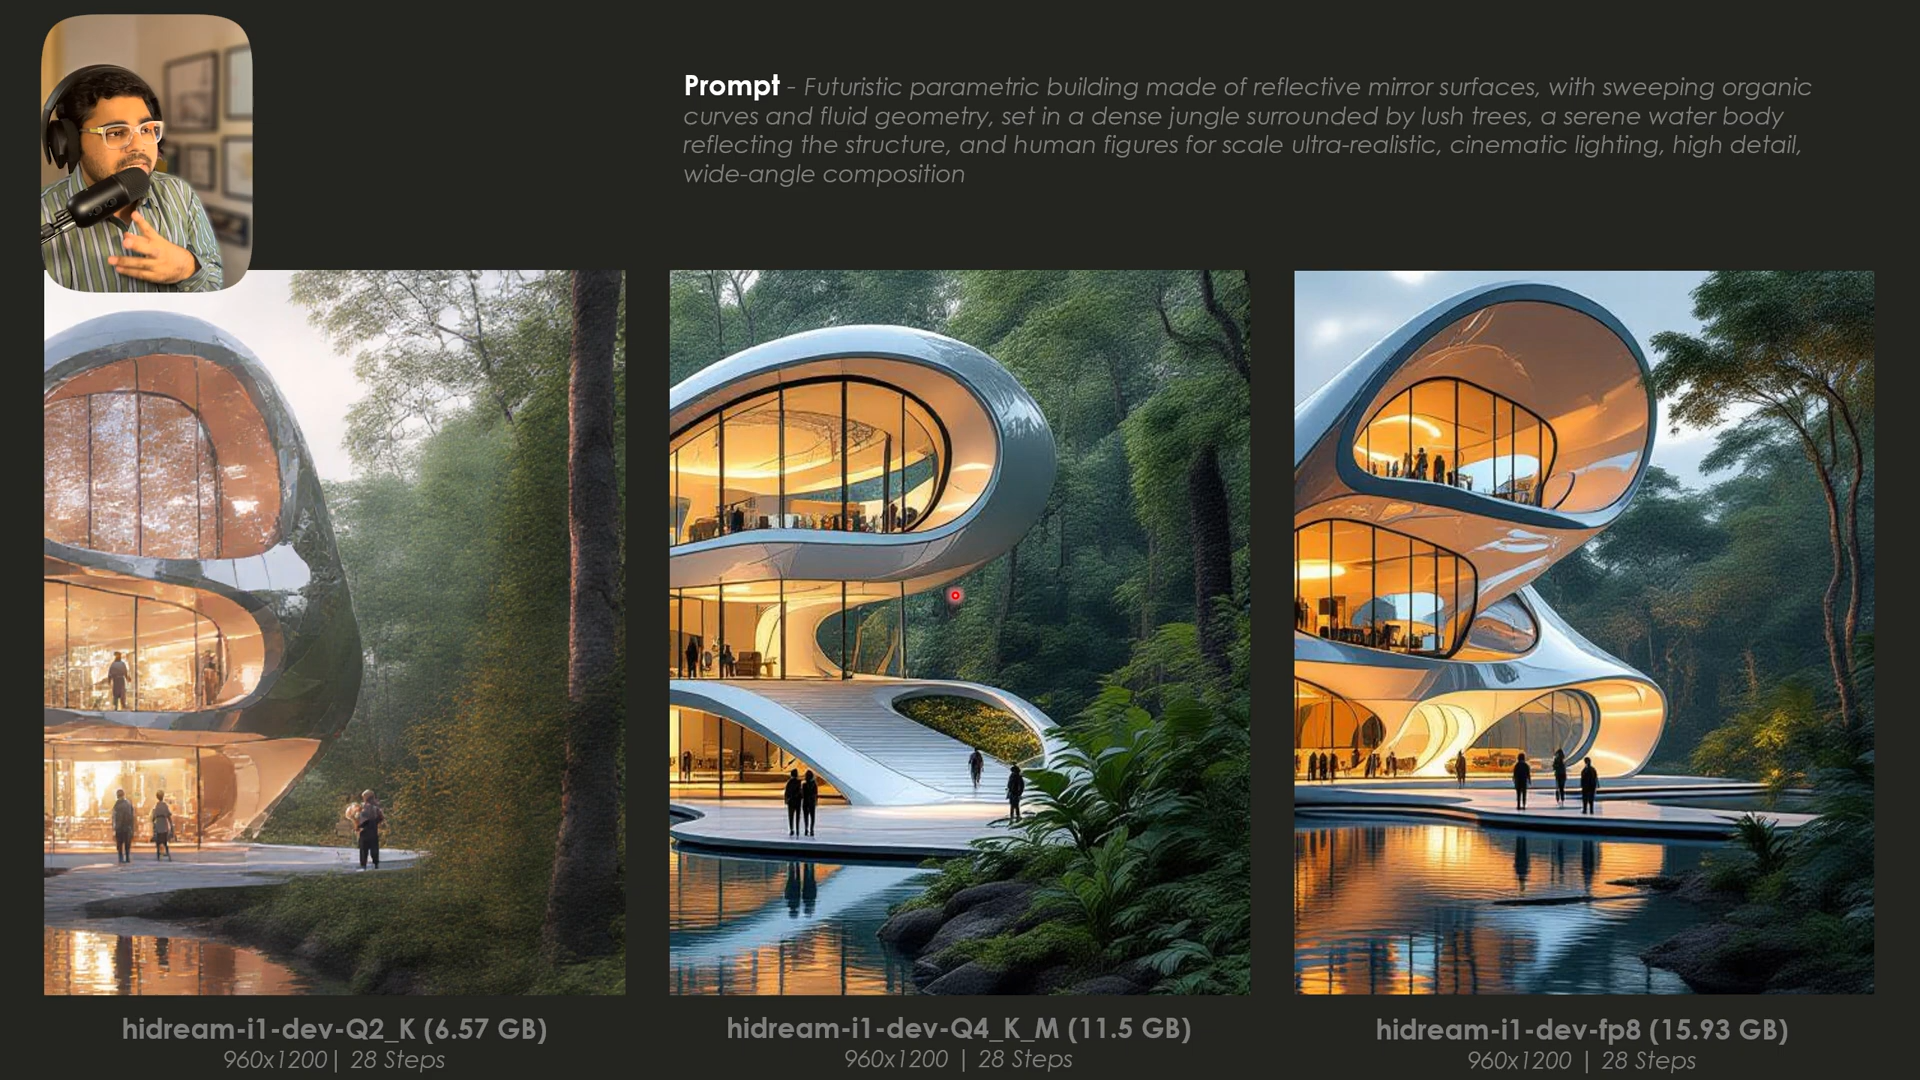 Prompt - Futuristic parametric building made of reflective mirror surfaces, with sweeping organic
curves and fluid geometry, set in a dense jungle surrounded by lush trees, a serene water body
reflecting the structure, and human figures for scale ultra-realistic, cinematic lighting, high detail,
wide-angle composition
hidream-i1-dev-Q2_K (6.57 GB)
960x1200| 28 Steps
hidream-i1-dev-Q4_K_M (11.5 GB)
960x1200 | 28 Steps
hidream-i1-dev-fp8 (15.93 GB)
960x1200 | 28 Steps